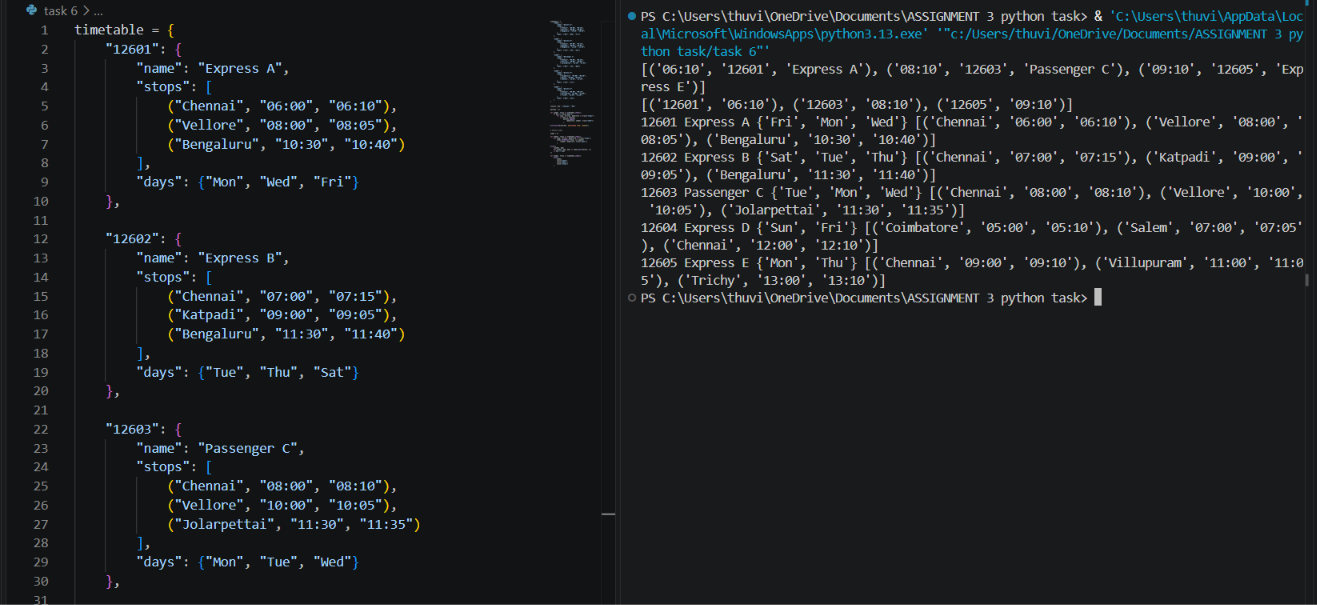 task 6 > ...
1 timetable = {
2 "12601": {
3 "name": "Express A",
4 "stops": [
5 ("Chennai", "06:00", "06:10"),
6 ("Vellore", "08:00", "08:05"),
7 ("Bengaluru", "10:30", "10:40")
8 ],
9 "days": {"Mon", "Wed", "Fri"}
10 },
11
12 "12602": {
13 "name": "Express B",
14 "stops": [
15 ("Chennai", "07:00", "07:15"),
16 ("Katpadi", "09:00", "09:05"),
17 ("Bengaluru", "11:30", "11:40")
18 ],
19 "days": {"Tue", "Thu", "Sat"}
20 },
21
22 "12603": {
23 "name": "Passenger C",
24 "stops": [
25 ("Chennai", "08:00", "08:10"),
26 ("Vellore", "10:00", "10:05"),
27 ("Jolarpettai", "11:30", "11:35")
28 ],
29 "days": {"Mon", "Tue", "Wed"}
30 },
31
PS C:\Users\thuvi\OneDrive\Documents\ASSIGNMENT 3 python task> & 'C:\Users\thuvi\AppData\Loc
al\Microsoft\WindowsApps\python3.13.exe' '"c:/Users/thuvi/OneDrive/Documents/ASSIGNMENT 3 py
thon task/task 6"'
[('06:10', '12601', 'Express A'), ('08:10', '12603', 'Passenger C'), ('09:10', '12605', 'Exp
ress E')]
[('12601', '06:10'), ('12603', '08:10'), ('12605', '09:10')]
12601 Express A {'Fri', 'Mon', 'Wed'} [('Chennai', '06:00', '06:10'), ('Vellore', '08:00', '
08:05'), ('Bengaluru', '10:30', '10:40')]
12602 Express B {'Sat', 'Tue', 'Thu'} [('Chennai', '07:00', '07:15'), ('Katpadi', '09:00', '
09:05'), ('Bengaluru', '11:30', '11:40')]
12603 Passenger C {'Tue', 'Mon', 'Wed'} [('Chennai', '08:00', '08:10'), ('Vellore', '10:00',
'10:05'), ('Jolarpettai', '11:30', '11:35')]
12604 Express D {'Sun', 'Fri'} [('Coimbatore', '05:00', '05:10'), ('Salem', '07:00', '07:05'
), ('Chennai', '12:00', '12:10')]
12605 Express E {'Mon', 'Thu'} [('Chennai', '09:00', '09:10'), ('Villupuram', '11:00', '11:0
5'), ('Trichy', '13:00', '13:10')]
PS C:\Users\thuvi\OneDrive\Documents\ASSIGNMENT 3 python task>